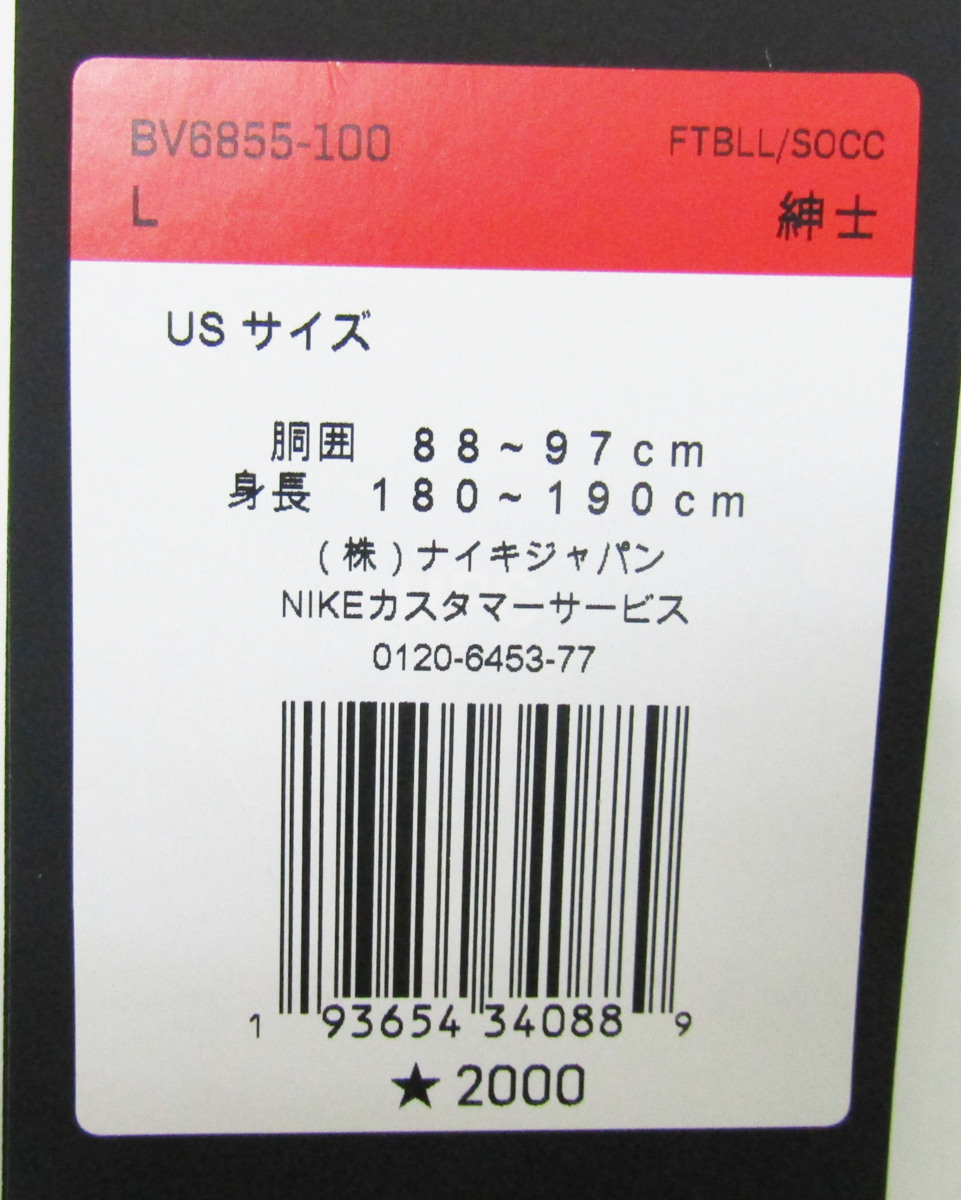 BV6855-100 FTBLL/SOCC
L 紳士
US サイズ
胴囲 88~97cm
身長 180~190cm
(株)ナイキジャパン
NIKEカスタマーサービス
0120-6453-77
1 93654 34088 9
★2000